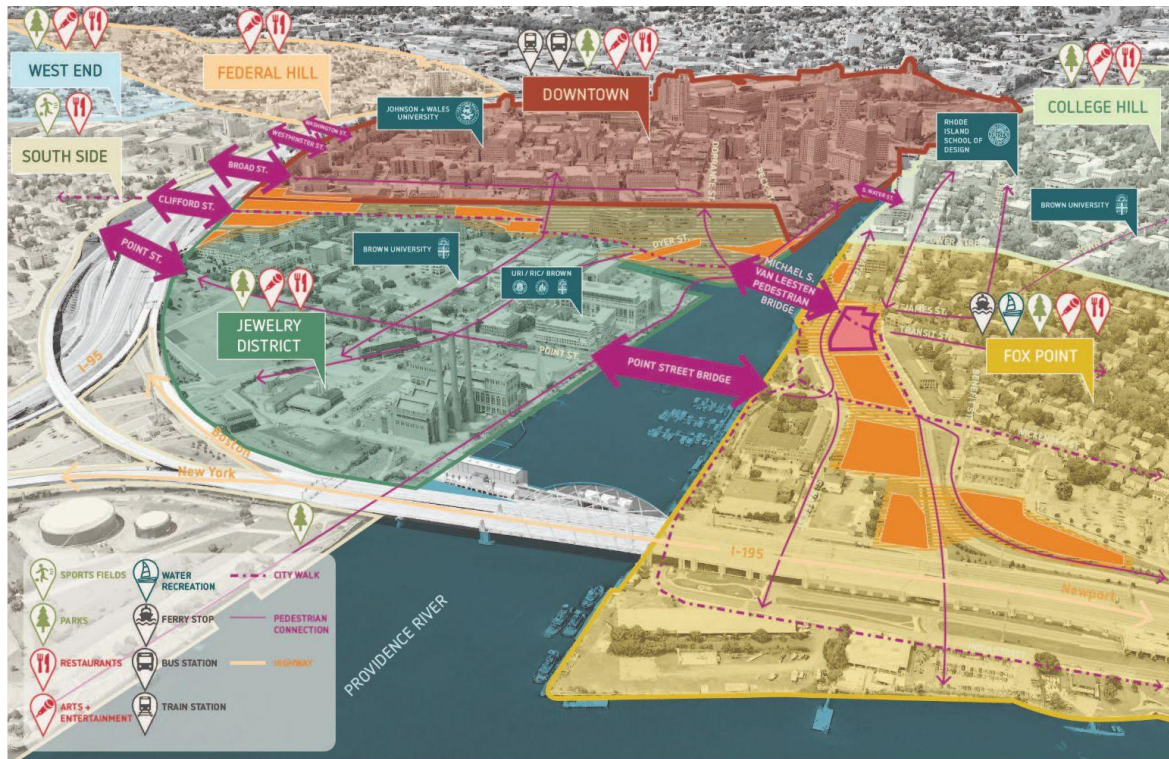 WEST END
FEDERAL HILL
DOWNTOWN
COLLEGE HILL
SOUTH SIDE
JOHNSON + WALES
UNIVERSITY
RHODE
ISLAND
SCHOOL OF
DESIGN
WASHINGTON ST.
WESTMINSTER ST.
BROAD ST.
CLIFFORD ST.
POINT ST.
S. WATER ST.
BROWN UNIVERSITY
BROWN UNIVERSITY
URI / RIC / BROWN
DYER ST.
MICHAEL S.
VAN LEESTEN
PEDESTRIAN
BRIDGE
JAMES ST.
TRANSIT ST.
JEWELRY
DISTRICT
POINT ST.
POINT STREET BRIDGE
FOX POINT
I-95
Boston
New York
I-195
Newport
PROVIDENCE RIVER
SPORTS FIELDS
WATER
RECREATION
CITY WALK
PARKS
FERRY STOP
PEDESTRIAN
CONNECTION
RESTAURANTS
BUS STATION
HIGHWAY
ARTS +
ENTERTAINMENT
TRAIN STATION